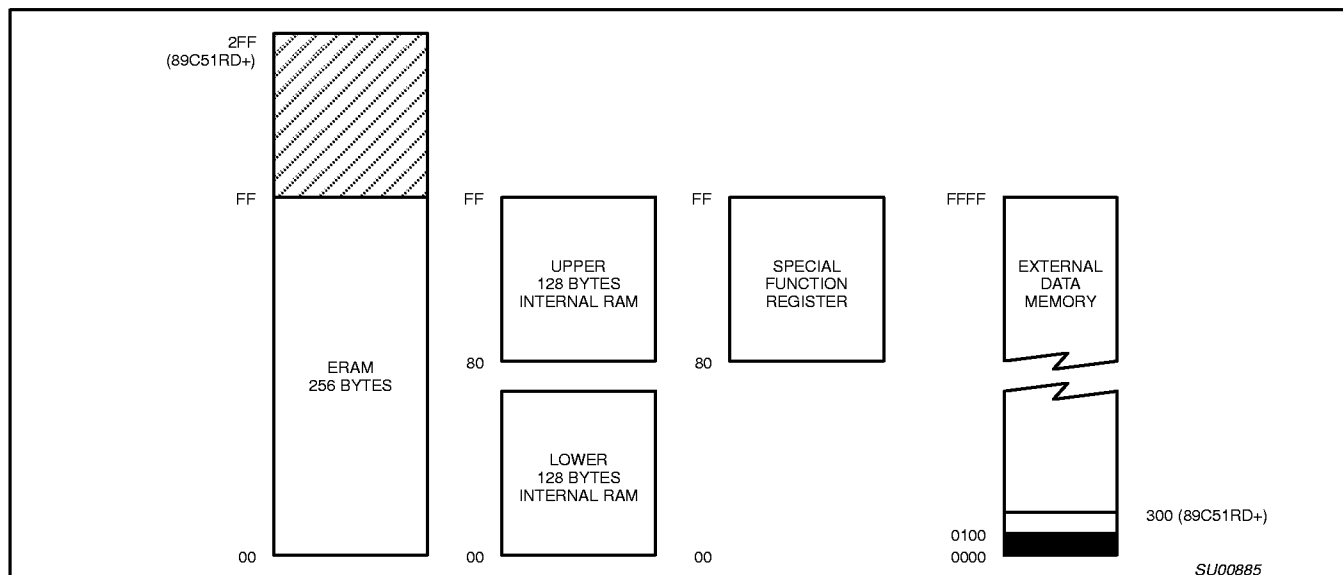 2FF
(89C51RD+)
FF
ERAM
256 BYTES
00
FF
UPPER
128 BYTES
INTERNAL RAM
80
LOWER
128 BYTES
INTERNAL RAM
00
FF
SPECIAL
FUNCTION
REGISTER
80
00
FFFF
EXTERNAL
DATA
MEMORY
300 (89C51RD+)
0100
0000
SU00885